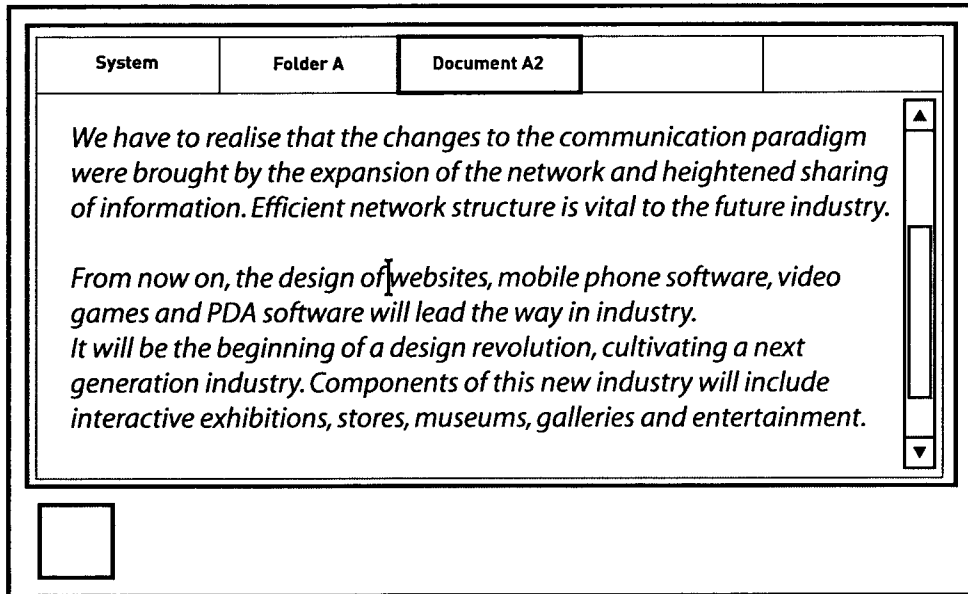 System Folder A Document A2
We have to realise that the changes to the communication paradigm
were brought by the expansion of the network and heightened sharing
of information. Efficient network structure is vital to the future industry.
From now on, the design of websites, mobile phone software, video
games and PDA software will lead the way in industry.
It will be the beginning of a design revolution, cultivating a next
generation industry. Components of this new industry will include
interactive exhibitions, stores, museums, galleries and entertainment.